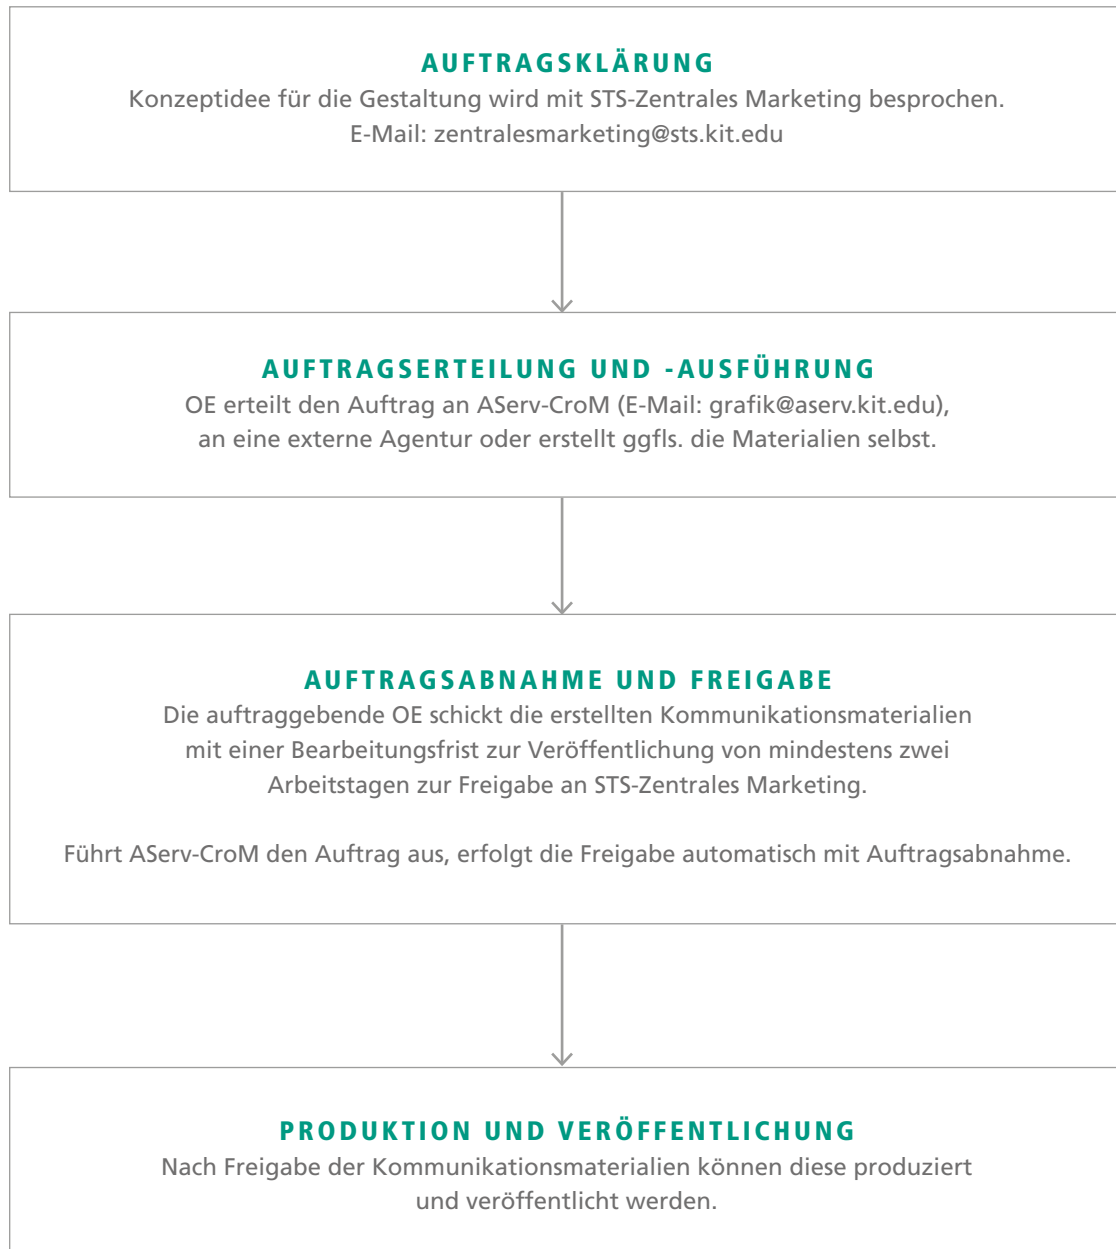 AUFTRAGSKLÄRUNG
Konzeptidee für die Gestaltung wird mit STS-Zentrales Marketing besprochen.
E-Mail: zentralesmarketing@sts.kit.edu
AUFTRAGSERTEILUNG UND -AUSFÜHRUNG
OE erteilt den Auftrag an AServ-CroM (E-Mail: grafik@aserv.kit.edu),
an eine externe Agentur oder erstellt ggfls. die Materialien selbst.
AUFTRAGSABNAHME UND FREIGABE
Die auftraggebende OE schickt die erstellten Kommunikationsmaterialien
mit einer Bearbeitungsfrist zur Veröffentlichung von mindestens zwei
Arbeitstagen zur Freigabe an STS-Zentrales Marketing.
Führt AServ-CroM den Auftrag aus, erfolgt die Freigabe automatisch mit Auftragsabnahme.
PRODUKTION UND VERÖFFENTLICHUNG
Nach Freigabe der Kommunikationsmaterialien können diese produziert
und veröffentlicht werden.